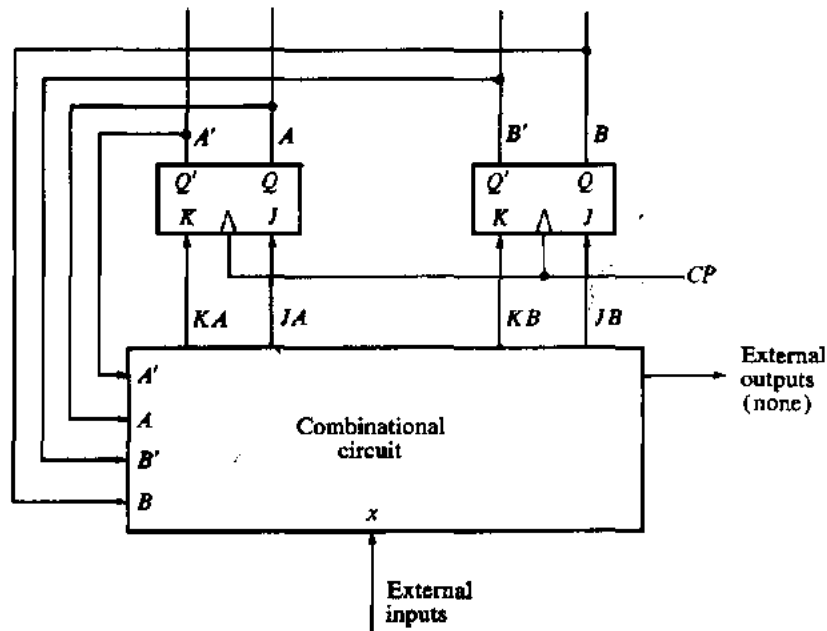 A' A B' B
Q' Q Q' Q
K J K J
CP
KA JA KB JB
External
outputs
(none)
A'
A
Combinational
circuit
B'
B
x
External
inputs